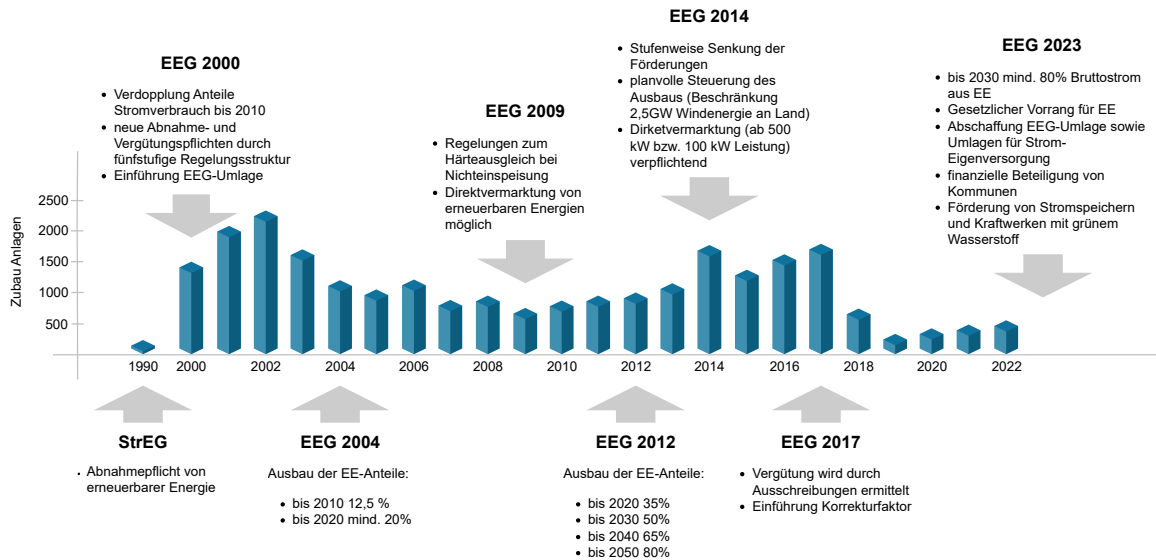 EEG 2000
• Verdopplung Anteile
Stromverbrauch bis 2010
• neue Abnahme- und
Vergütungspflichten durch
fünfstufige Regelungsstruktur
• Einführung EEG-Umlage
EEG 2009
• Regelungen zum
Härteausgleich bei
Nichteinspeisung
• Direktvermarktung von
erneuerbaren Energien
möglich
EEG 2014
• Stufenweise Senkung der
Förderungen
• planvolle Steuerung des
Ausbaus (Beschränkung
2,5GW Windenergie an Land)
• Dirketvermarktung (ab 500
kW bzw. 100 kW Leistung)
verpflichtend
EEG 2023
• bis 2030 mind. 80% Bruttostrom
aus EE
• Gesetzlicher Vorrang für EE
• Abschaffung EEG-Umlage sowie
Umlagen für Strom-
Eigenversorgung
• finanzielle Beteiligung von
Kommunen
• Förderung von Stromspeichern
und Kraftwerken mit grünem
Wasserstoff
Zubau Anlagen
2500
2000
1500
1000
500
1990 2000 2002 2004 2006 2008 2010 2012 2014 2016 2018 2020 2022
StrEG
• Abnahmepflicht von
erneuerbarer Energie
EEG 2004
Ausbau der EE-Anteile:
• bis 2010 12,5 %
• bis 2020 mind. 20%
EEG 2012
Ausbau der EE-Anteile:
• bis 2020 35%
• bis 2030 50%
• bis 2040 65%
• bis 2050 80%
EEG 2017
• Vergütung wird durch
Ausschreibungen ermittelt
• Einführung Korrekturfaktor